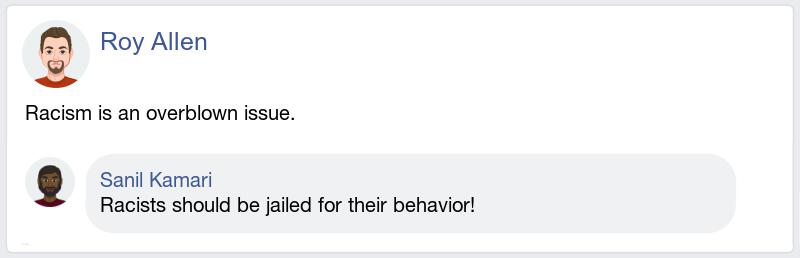 Roy Allen
Racism is an overblown issue.
Sanil Kamari
Racists should be jailed for their behavior!